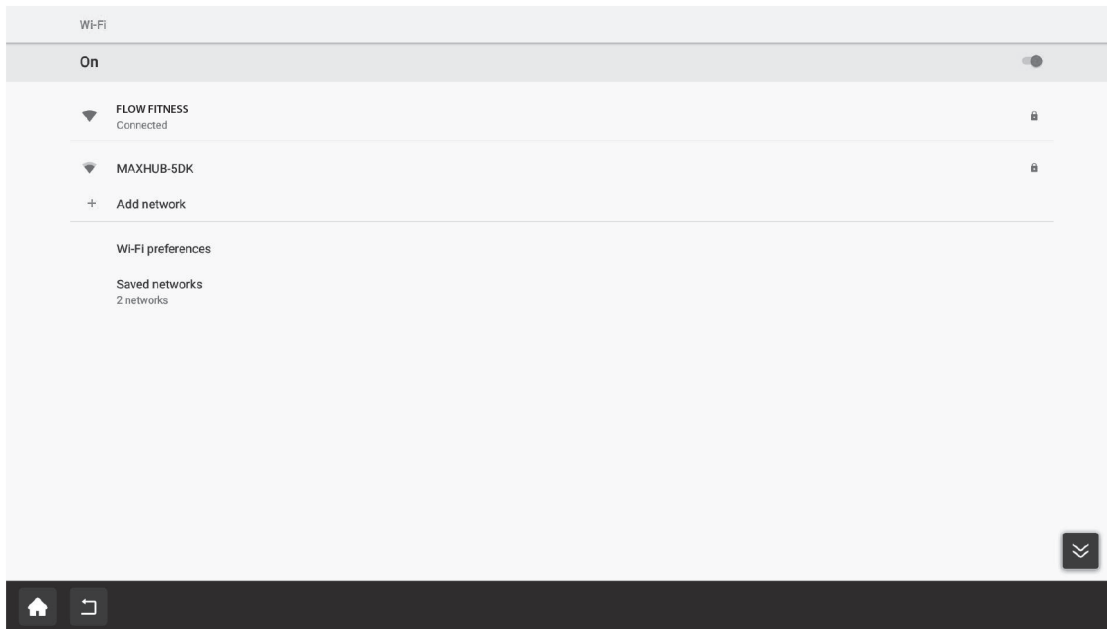 Wi-Fi
On
FLOW FITNESS
Connected
MAXHUB-5DK
Add network
Wi-Fi preferences
Saved networks
2 networks